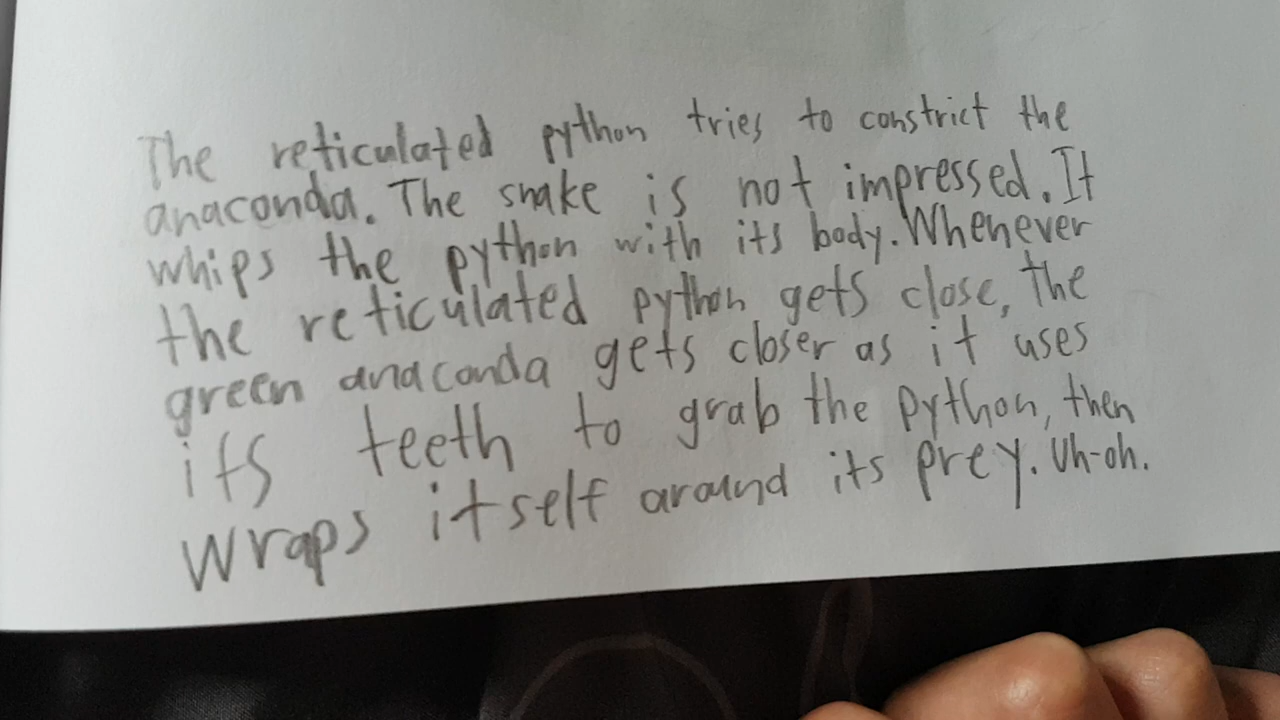 The reticulated python tries to constrict the
anaconda. The snake is not impressed. It
whips the python with its body. Whenever
the reticulated python gets close, the
green anaconda gets closer as it uses
its teeth to grab the python, then
wraps itself around its prey. Uh-oh.